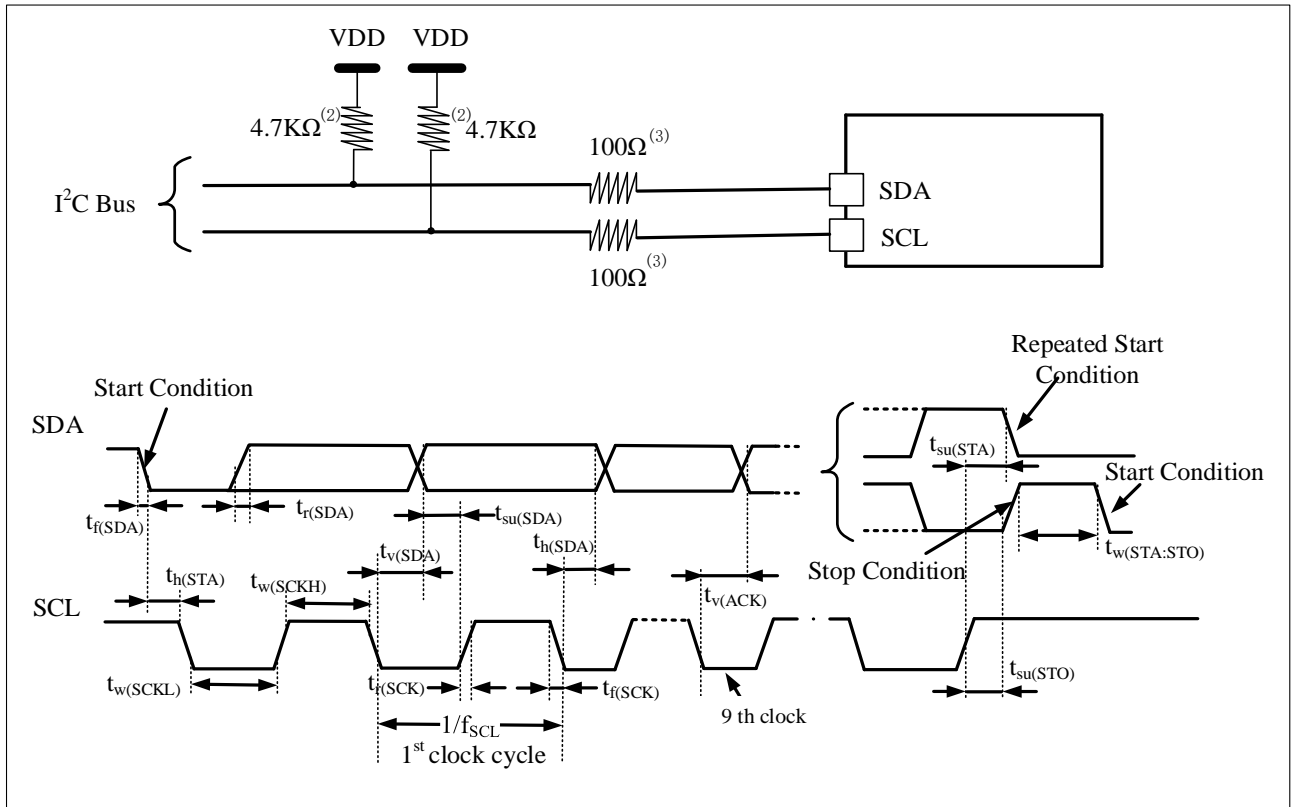 VDD VDD
4.7KΩ(2) (2)4.7KΩ
100Ω(3)
I2C Bus
SDA
SCL
100Ω(3)
Repeated Start
Condition
Start Condition
SDA
tsu(STA)
Start Condition
tf(SDA)
tr(SDA)
tsu(SDA)
tv(SDA)
th(SDA)
tw(STA:STO)
Stop Condition
th(STA)
tw(SCKH)
tv(ACK)
SCL
tw(SCKL)
tr(SCK)
tf(SCK)
tsu(STO)
9 th clock
1/fSCL
1st clock cycle